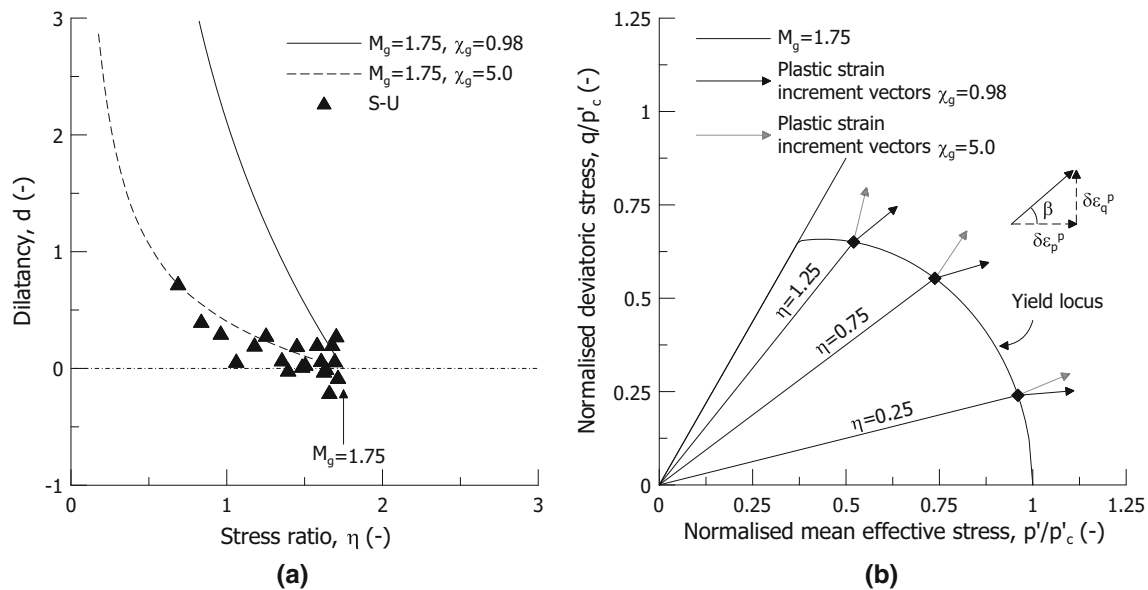 3
2
1
0
-1
0
1
2
3
Dilatancy, d (-)
Stress ratio, η (-)
M_g=1.75, χ_g=0.98
M_g=1.75, χ_g=5.0
S-U
M_g=1.75
(a)
1.25
1
0.75
0.5
0.25
0
0
0.25
0.5
0.75
1
1.25
Normalised deviatoric stress, q/p'_c (-)
Normalised mean effective stress, p'/p'_c (-)
M_g=1.75
Plastic strain
increment vectors χ_g=0.98
Plastic strain
increment vectors χ_g=5.0
β
δε_q^p
δε_p^p
η=1.25
η=0.75
η=0.25
Yield locus
(b)